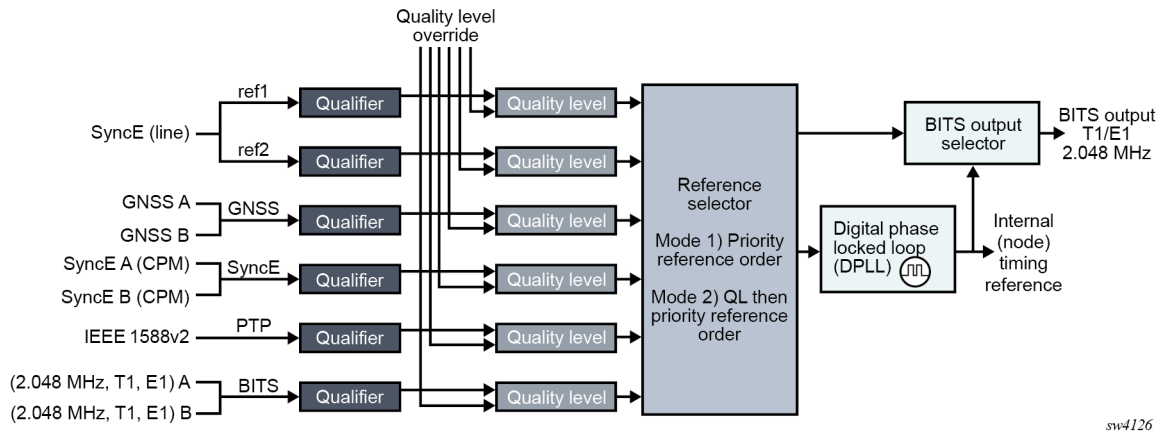 Quality level
override
ref1
Qualifier
Quality level
SyncE (line)
ref2
Qualifier
Quality level
GNSS A
GNSS
GNSS B
Qualifier
Quality level
SyncE A (CPM)
SyncE
SyncE B (CPM)
Qualifier
Quality level
IEEE 1588v2
PTP
Qualifier
Quality level
(2.048 MHz, T1, E1) A
BITS
(2.048 MHz, T1, E1) B
Qualifier
Quality level
Reference
selector
Mode 1) Priority
reference order
Mode 2) QL then
priority reference
order
BITS output
selector
BITS output
T1/E1
2.048 MHz
Digital phase
locked loop
(DPLL)
Internal
(node)
timing
reference
sw4126